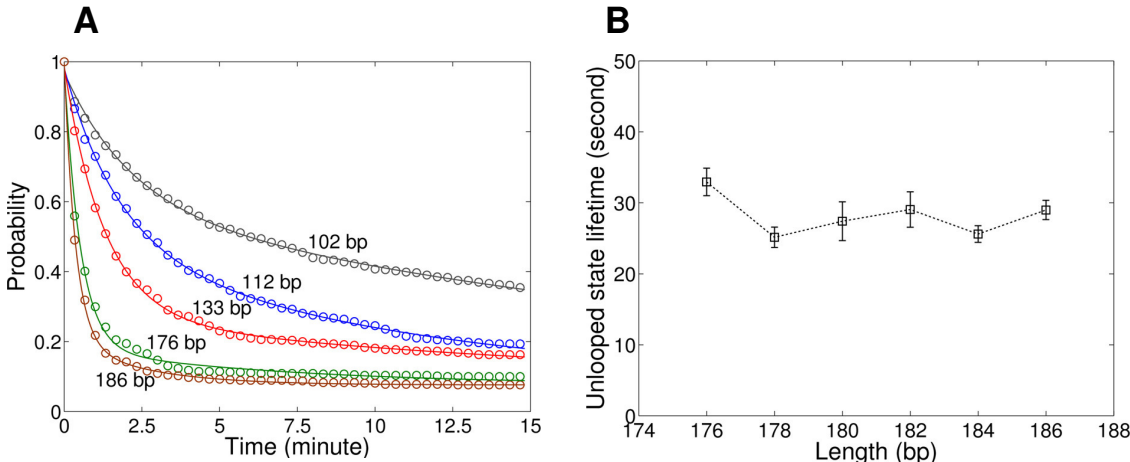 A
Probability
1
0.8
0.6
0.4
0.2
0
102 bp
112 bp
133 bp
176 bp
186 bp
0 2.5 5 7.5 10 12.5 15
Time (minute)
B
Unlooped state lifetime (second)
50
40
30
20
10
0
174 176 178 180 182 184 186 188
Length (bp)